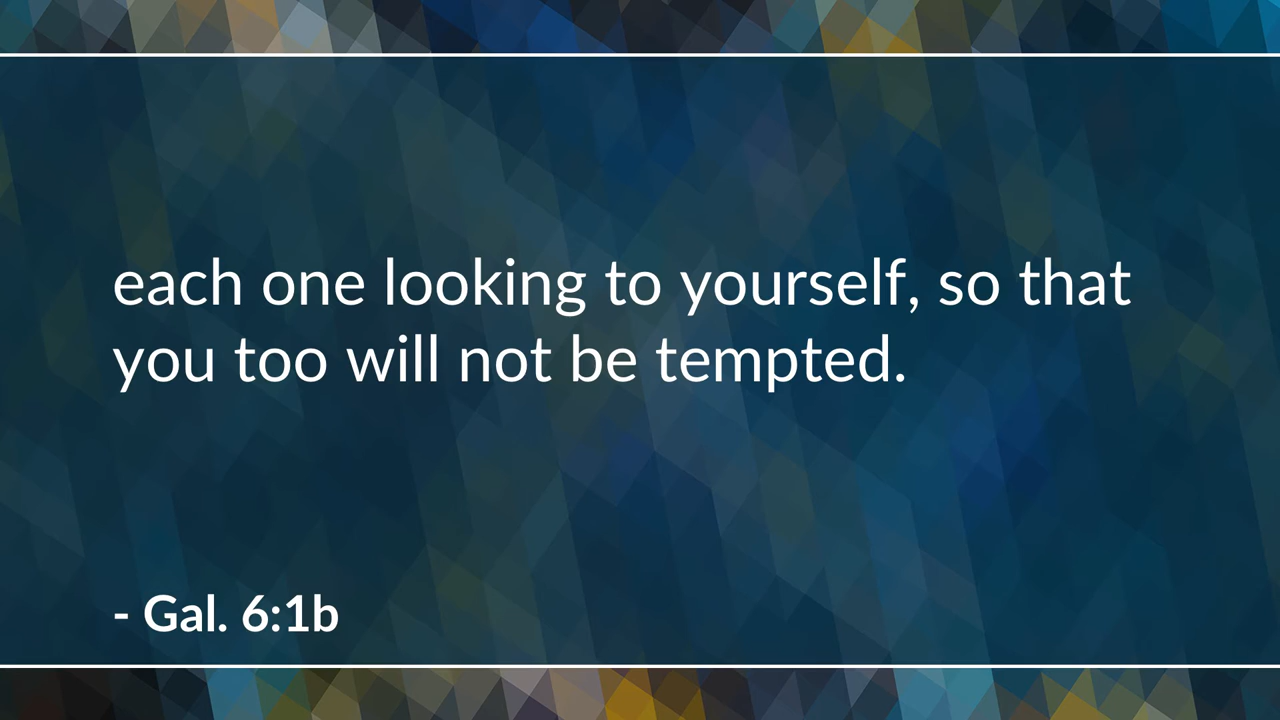 each one looking to yourself, so that
you too will not be tempted.
- Gal. 6:1b